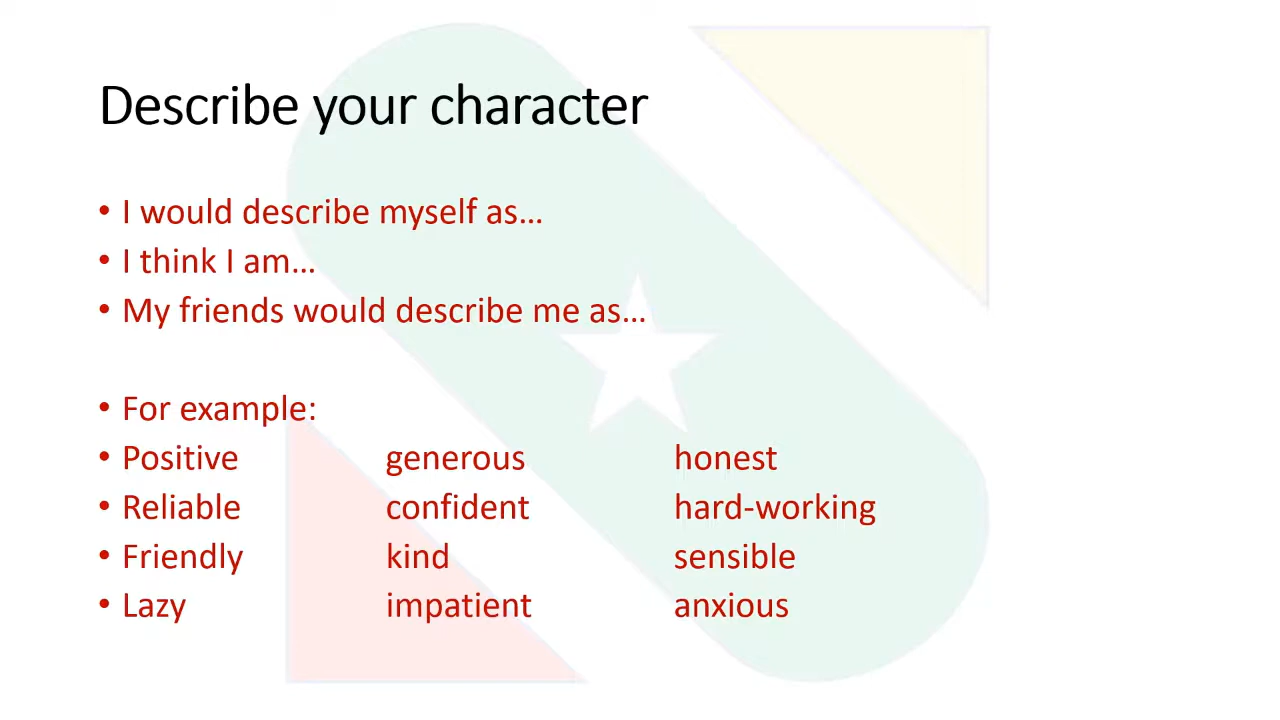 Describe your character
• I would describe myself as...
• I think I am...
• My friends would describe me as...
• For example:
• Positive generous honest
• Reliable confident hard-working
• Friendly kind sensible
• Lazy impatient anxious